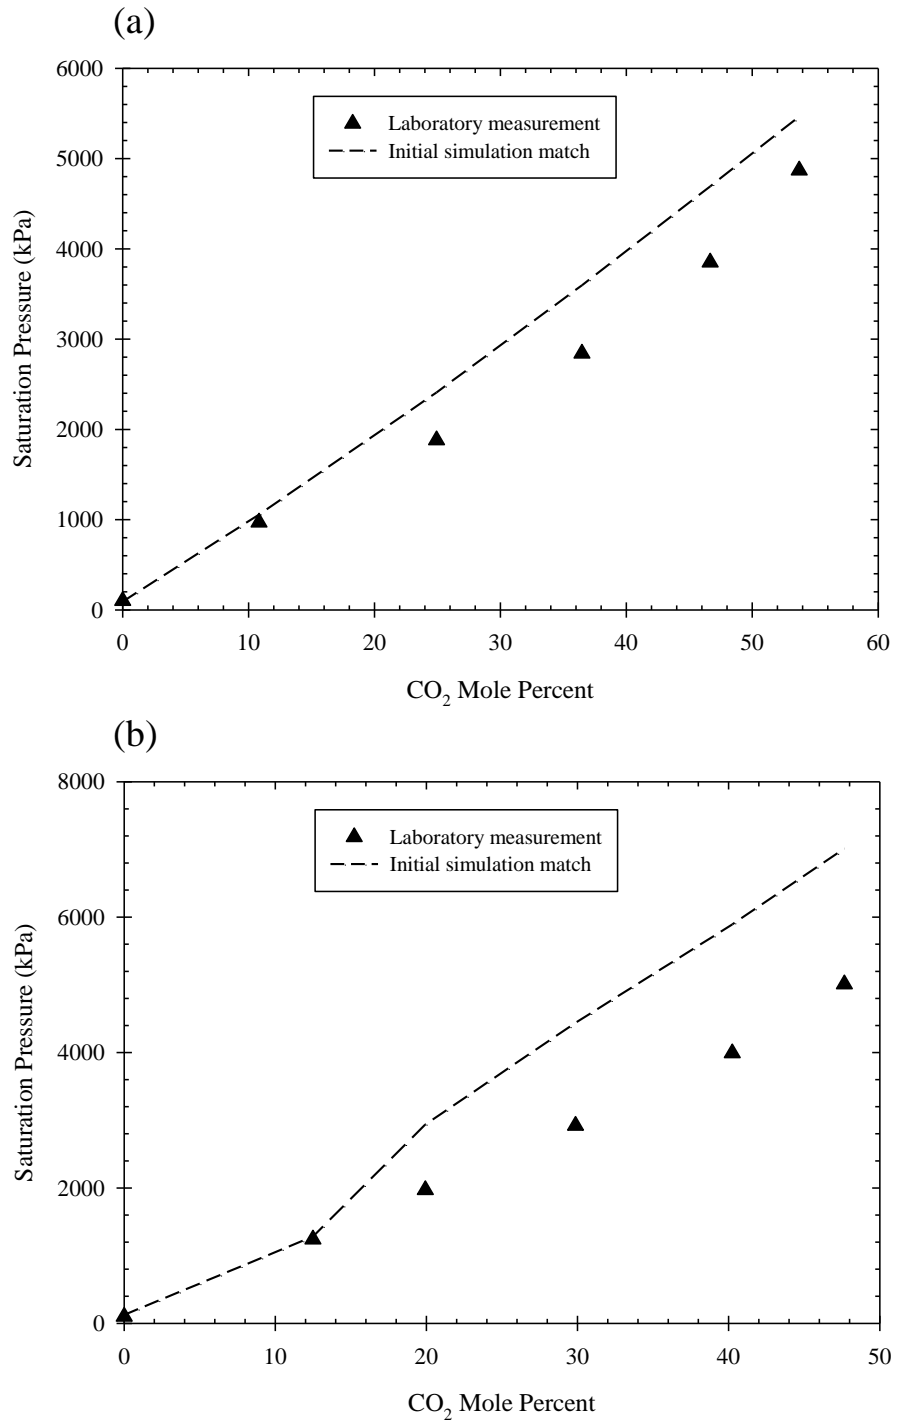 (a)
6000
5000
4000
3000
2000
1000
0
Saturation Pressure (kPa)
Laboratory measurement
Initial simulation match
0 10 20 30 40 50 60
CO2 Mole Percent
(b)
8000
6000
4000
2000
0
Saturation Pressure (kPa)
Laboratory measurement
Initial simulation match
0 10 20 30 40 50
CO2 Mole Percent